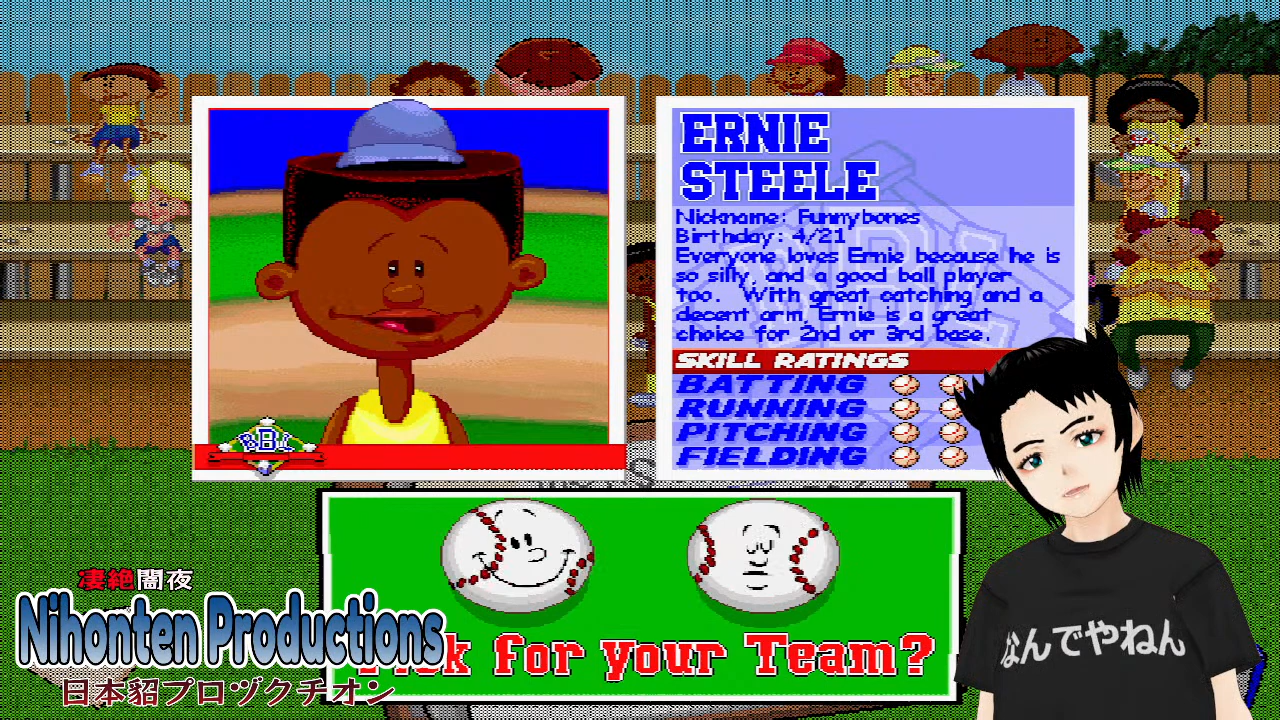 ERNIE
STEELE
Nickname: Funnybones
Birthday: 4/21
Everyone loves Ernie because he is
so silly, and a good ball player
too. With great catching and a
decent arm, Ernie is a great
choice for 2nd or 3rd base.
SKILL RATINGS
BATTING
RUNNING
PITCHING
FIELDING
BBL
for your Team?
凄絶闇夜
Nihonten Productions
日本貂プロヅクチオン
なんでやねん